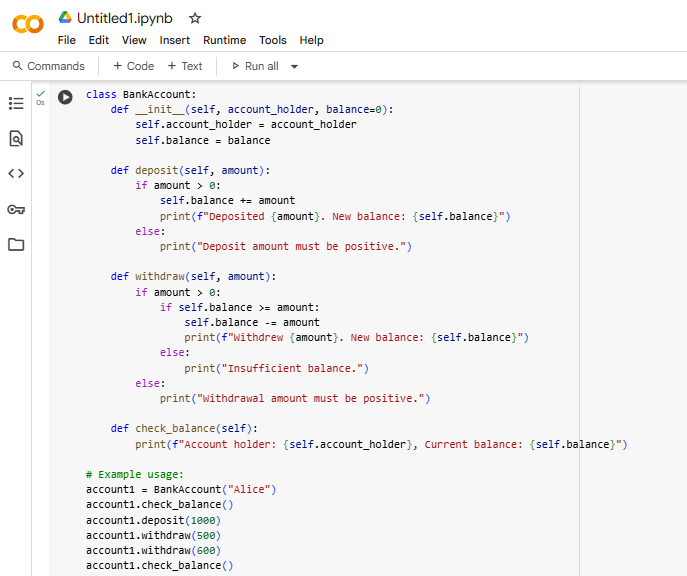 Untitled1.ipynb
File Edit View Insert Runtime Tools Help
Commands + Code + Text Run all
0s
class BankAccount:
    def __init__(self, account_holder, balance=0):
        self.account_holder = account_holder
        self.balance = balance

    def deposit(self, amount):
        if amount > 0:
            self.balance += amount
            print(f"Deposited {amount}. New balance: {self.balance}")
        else:
            print("Deposit amount must be positive.")

    def withdraw(self, amount):
        if amount > 0:
            if self.balance >= amount:
                self.balance -= amount
                print(f"Withdrew {amount}. New balance: {self.balance}")
            else:
                print("Insufficient balance.")
        else:
            print("Withdrawal amount must be positive.")

    def check_balance(self):
        print(f"Account holder: {self.account_holder}, Current balance: {self.balance}")

# Example usage:
account1 = BankAccount("Alice")
account1.check_balance()
account1.deposit(1000)
account1.withdraw(500)
account1.withdraw(600)
account1.check_balance()